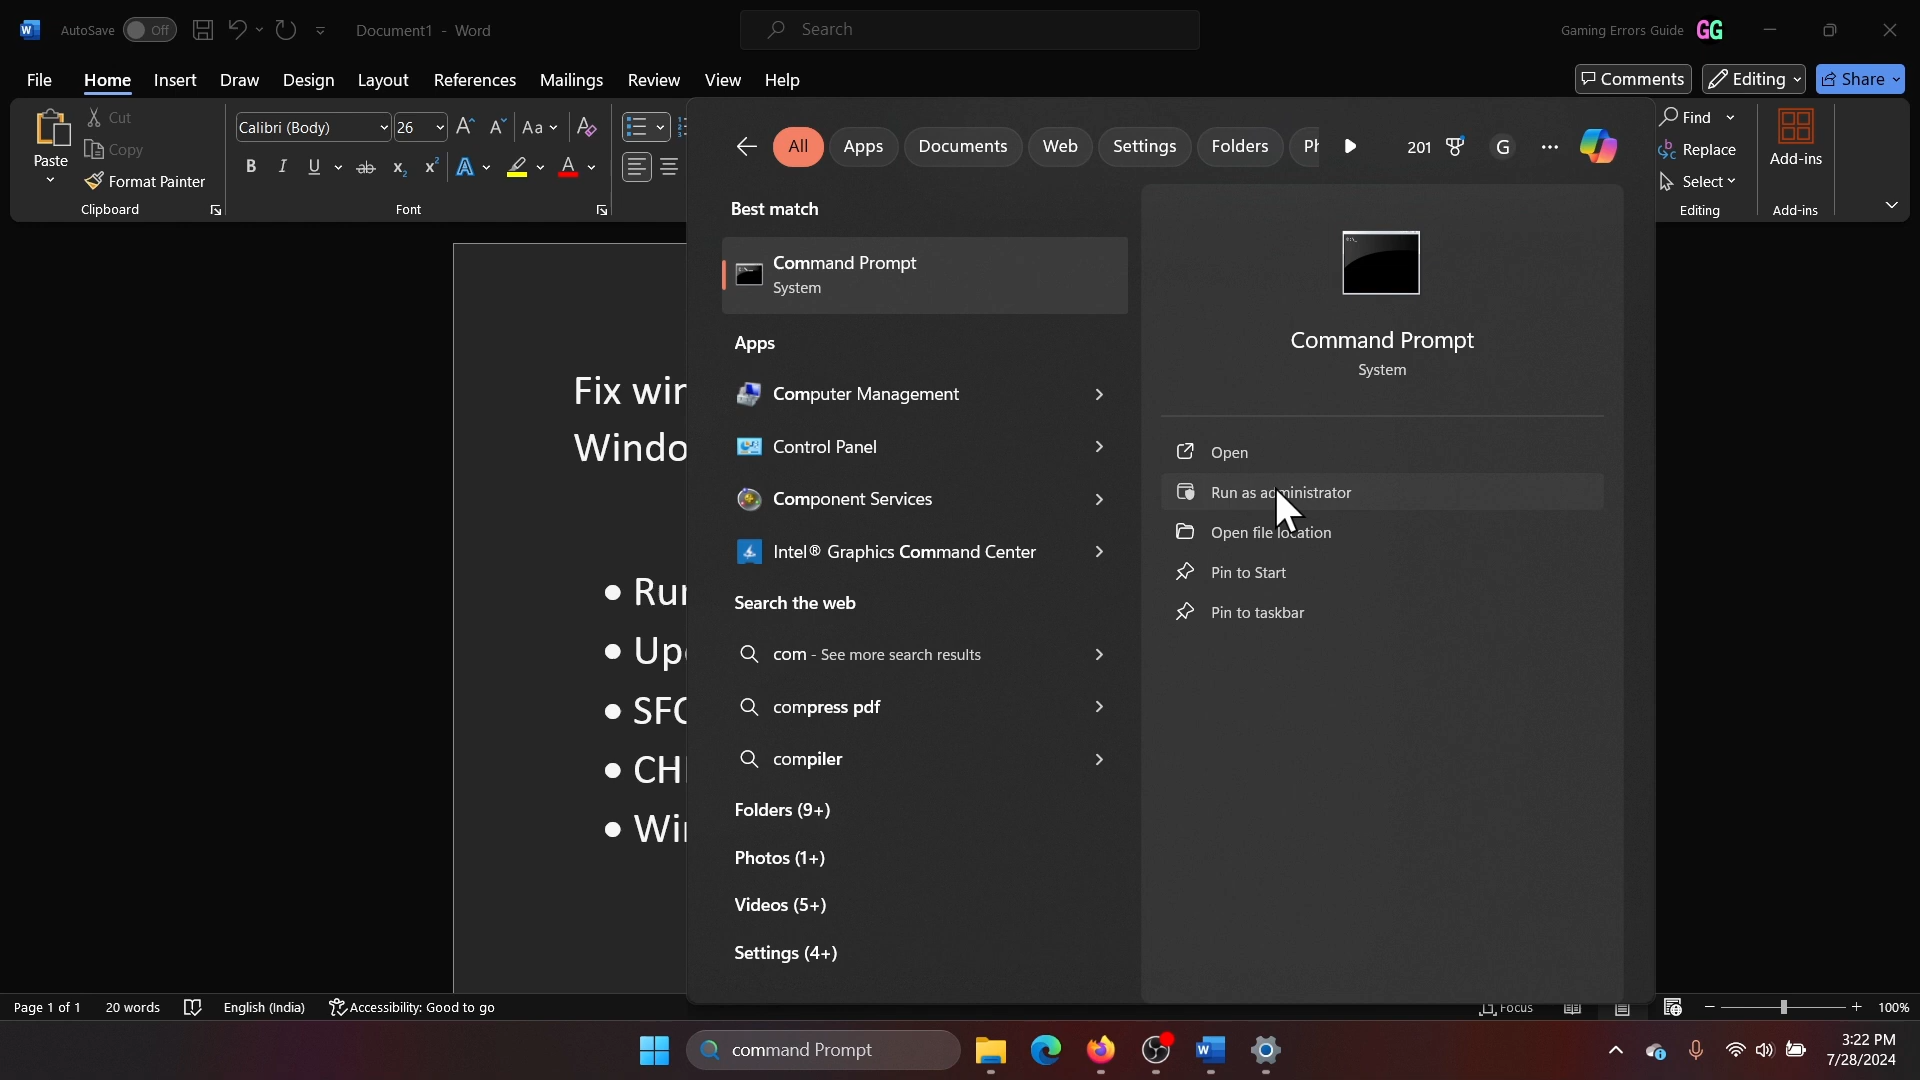 AutoSave Off Document1 - Word Search Gaming Errors Guide GG
File Home Insert Draw Design Layout References Mailings Review View Help Comments Editing Share
Paste
Cut
Copy
Format Painter
Clipboard
Calibri (Body) 26
Aa
B I U ab
Font
Find
Replace
Select
Editing
Add-ins
Add-ins
Fix wir
Windo
Rur
Up
SFC
CH
Wi
All Apps Documents Web Settings Folders Ph 201 G
Best match
Command Prompt
System
Apps
Computer Management
Control Panel
Component Services
Intel® Graphics Command Center
Search the web
com - See more search results
compress pdf
compiler
Folders (9+)
Photos (1+)
Videos (5+)
Settings (4+)
Command Prompt
System
Open
Run as administrator
Open file location
Pin to Start
Pin to taskbar
Page 1 of 1 20 words English (India) Accessibility: Good to go Focus 100%
command Prompt
3:22 PM
7/28/2024